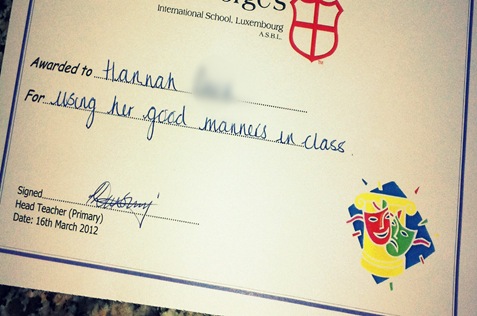 International School, Luxembourg
A.S.B.L.
Awarded to Hannah
For using her good manners in class
Signed
Head Teacher (Primary)
Date: 16th March 2012